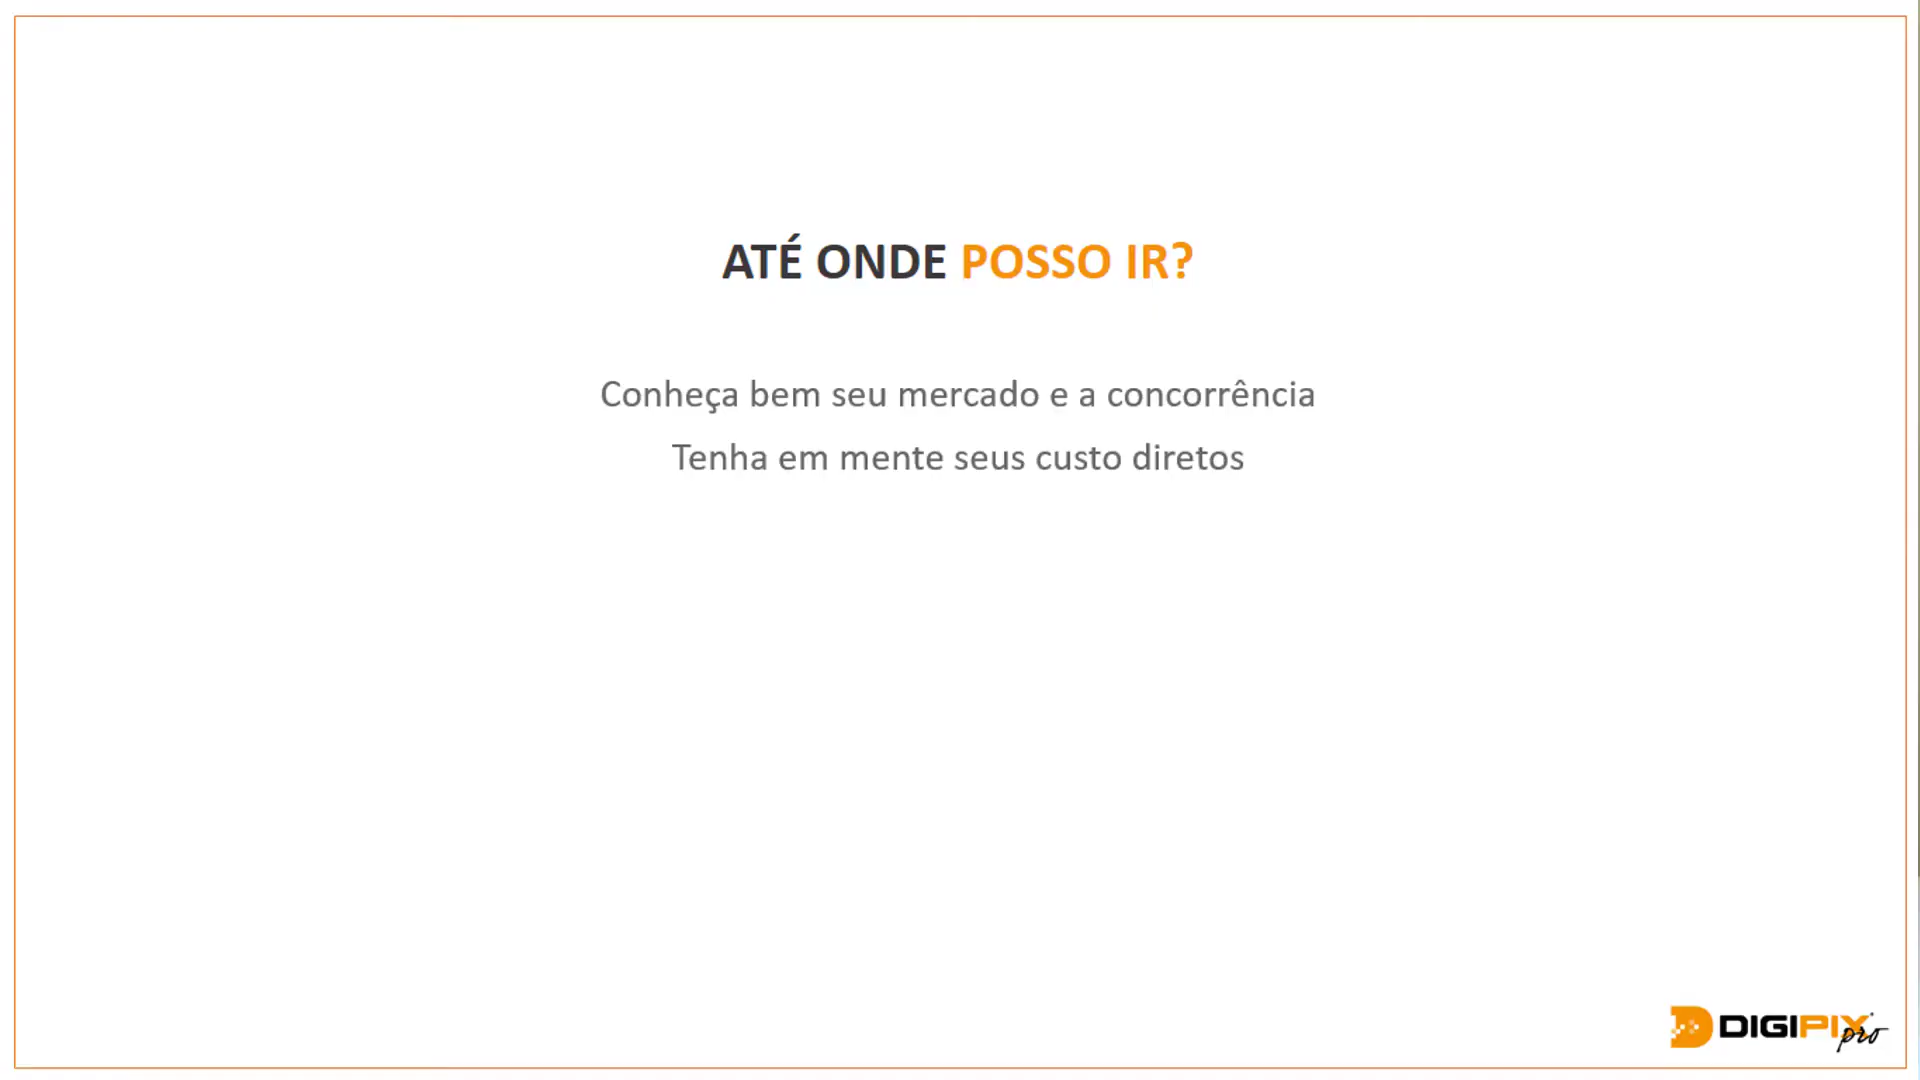 ATÉ ONDE POSSO IR?
Conheça bem seu mercado e a concorrência
Tenha em mente seus custo diretos
DIGIPIX pro